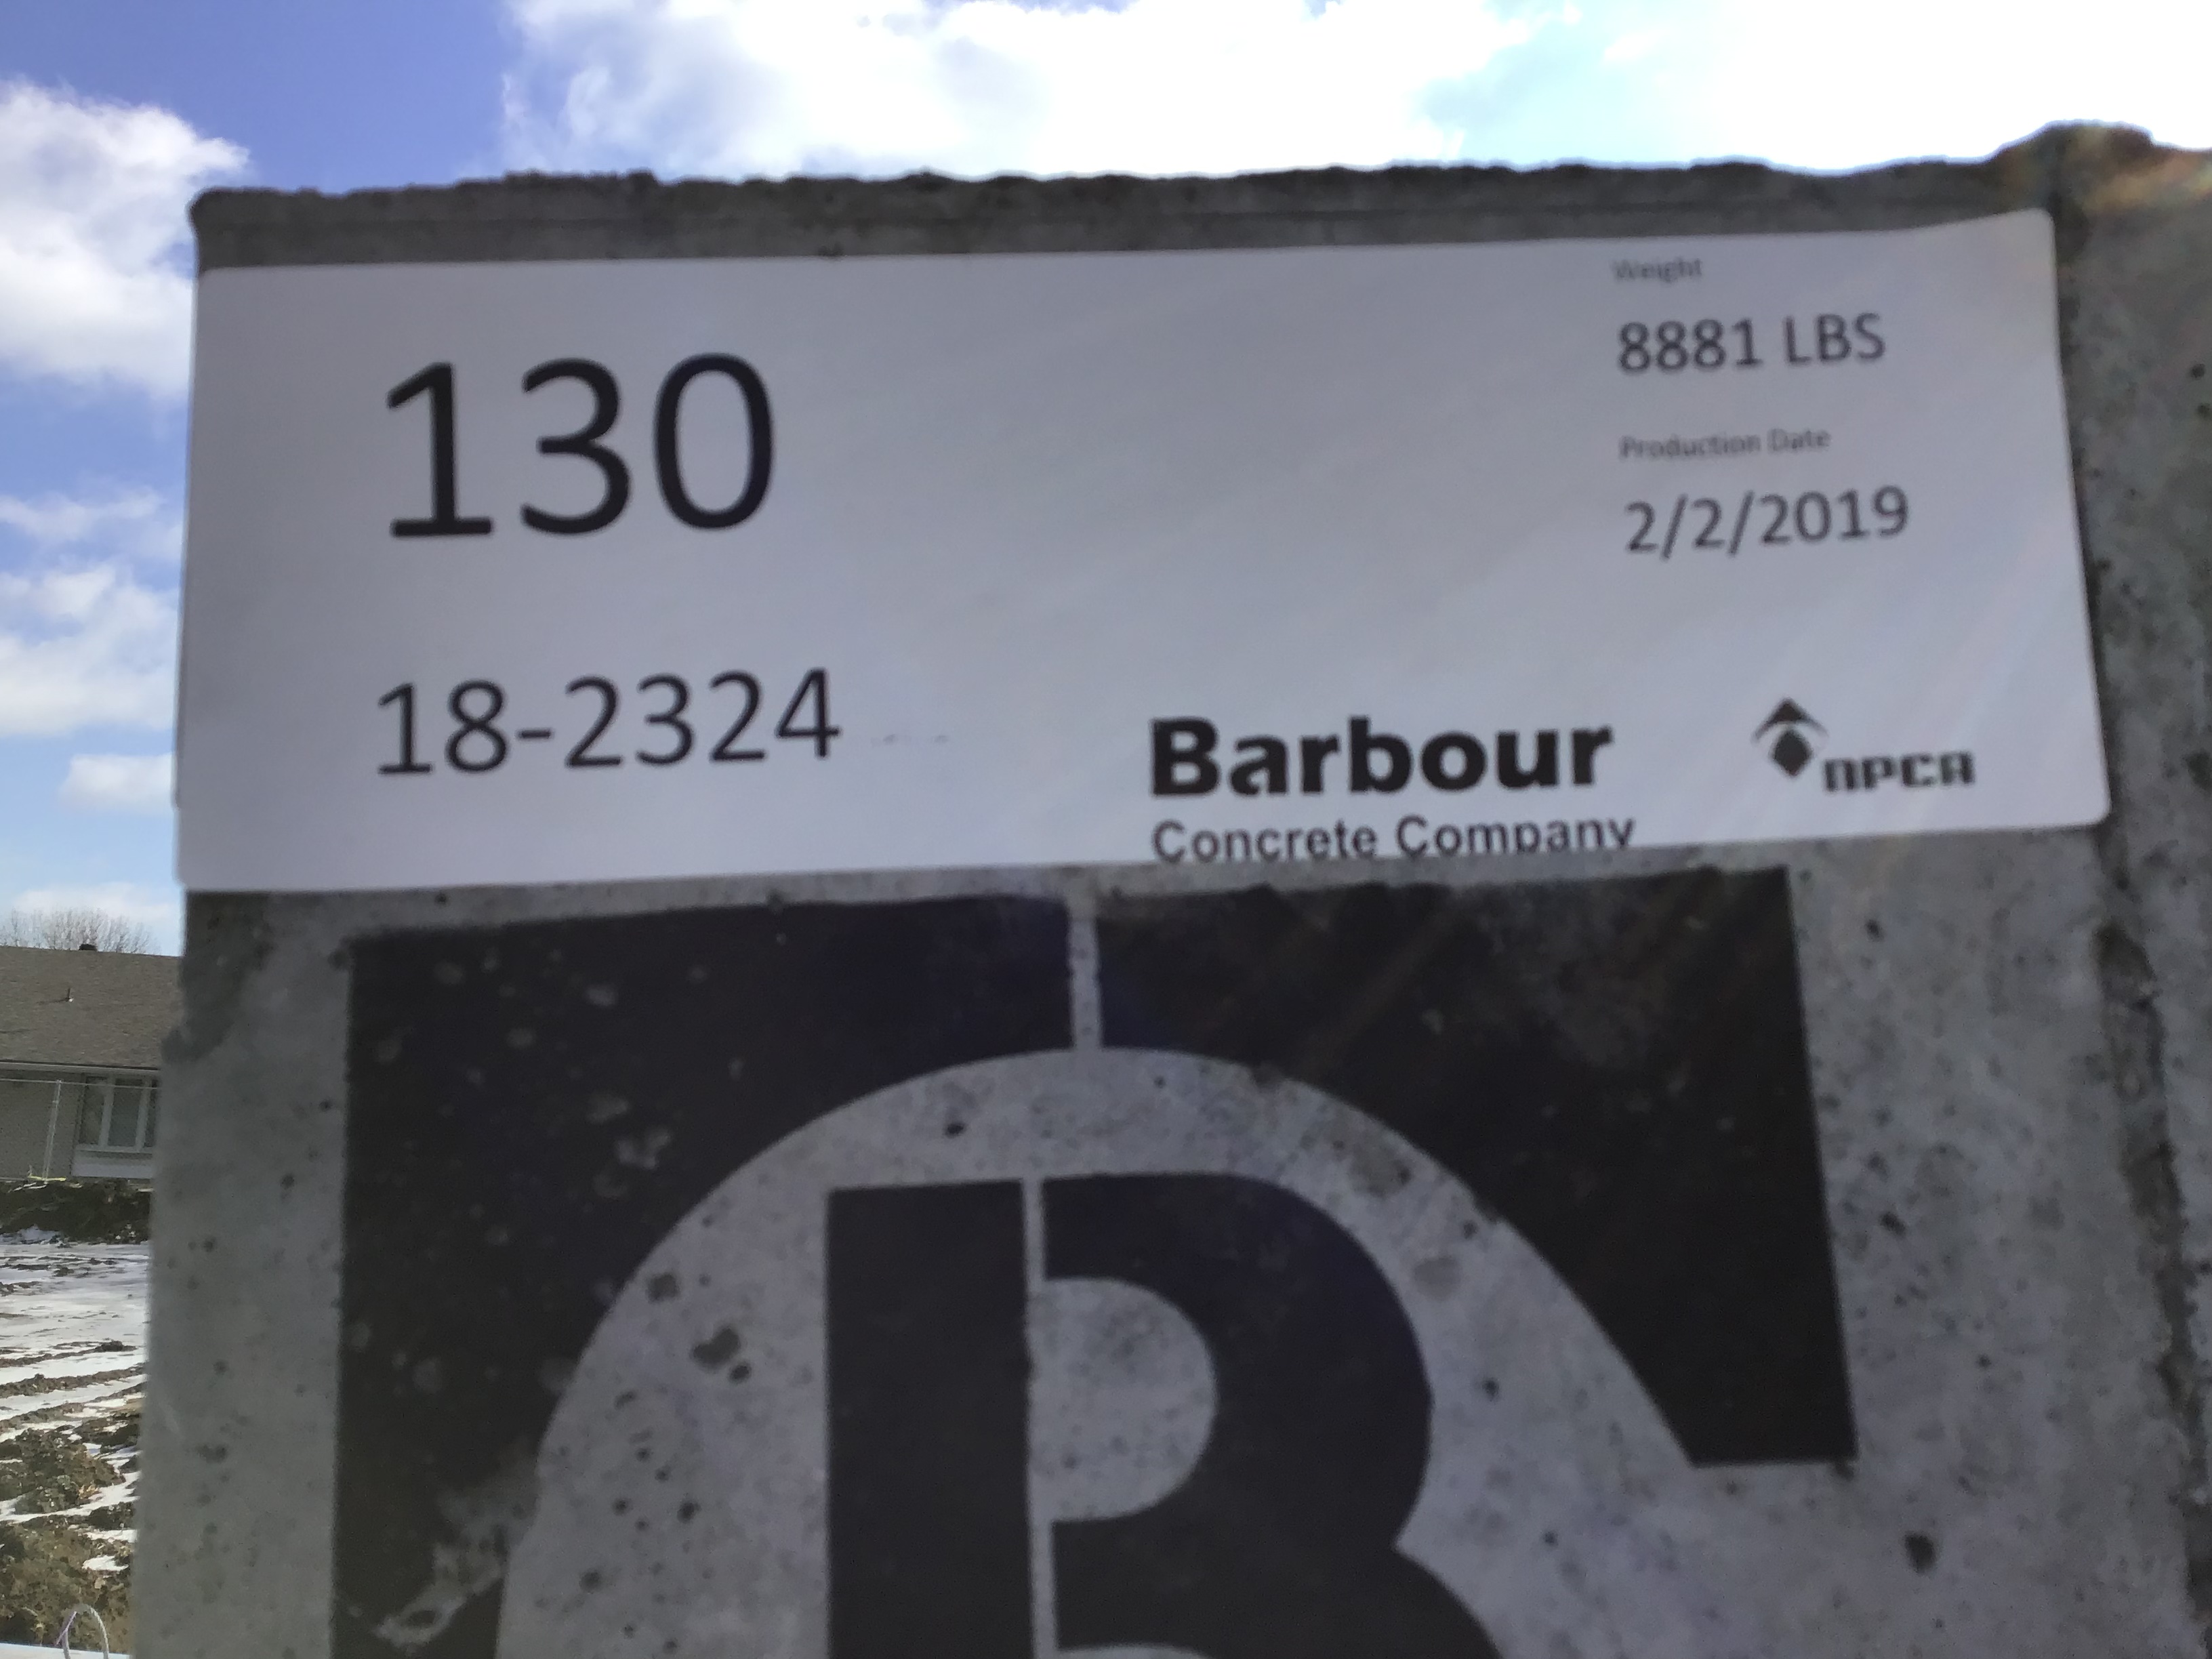 130
18-2324
Weight
8881 LBS
Production Date
2/2/2019
Barbour
Concrete Company
NPCA
B